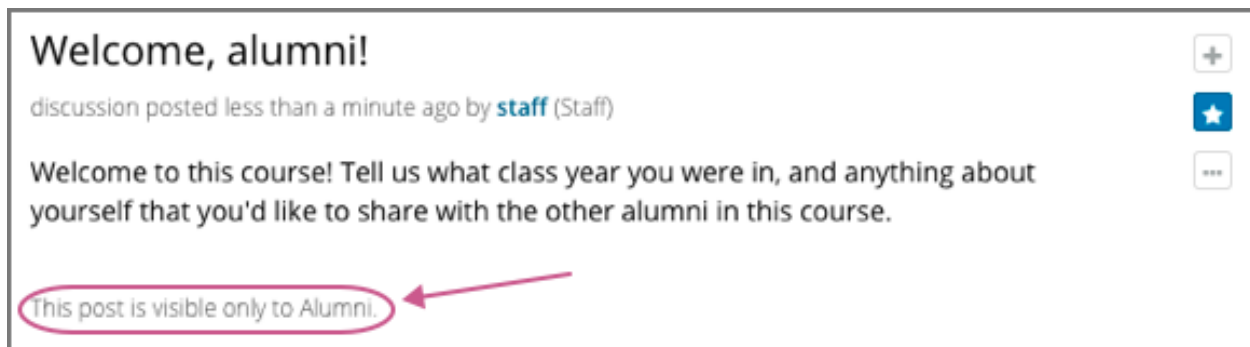 Welcome, alumni!
discussion posted less than a minute ago by staff (Staff)
Welcome to this course! Tell us what class year you were in, and anything about
yourself that you'd like to share with the other alumni in this course.
This post is visible only to Alumni.